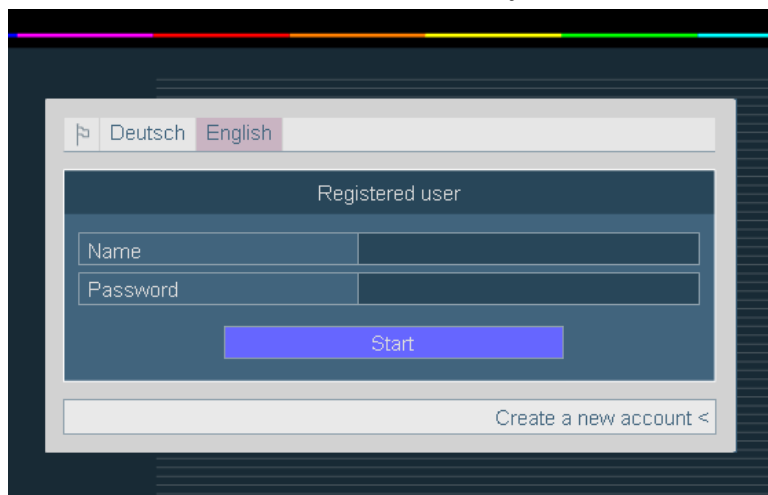 Deutsch English
Registered user
Name
Password
Start
Create a new account <